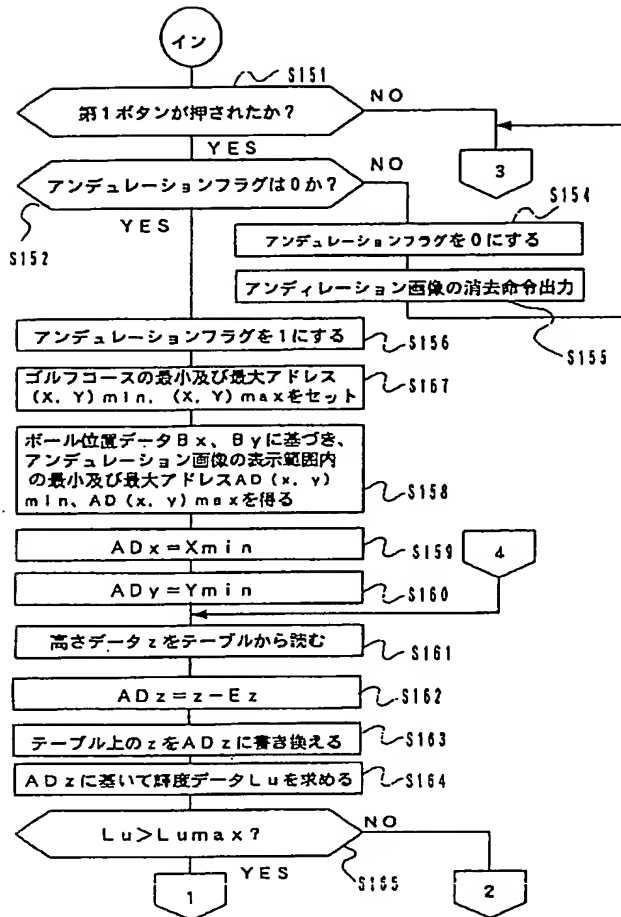 イン
S151
第1ボタンが押されたか?
NO
YES
3
アンデュレーションフラグは0か?
NO
S152
YES
S154
アンデュレーションフラグを0にする
アンディレーション画像の消去命令出力
S155
アンデュレーションフラグを1にする
S156
ゴルフコースの最小及び最大アドレス
(X,Y)min,(X,Y)maxをセット
S167
ボール位置データBx、Byに基づき、
アンデュレーション画像の表示範囲内
の最小及び最大アドレスAD(x,y)
min、AD(x,y)maxを得る
S158
ADx=Xmin
S159
4
ADy=Ymin
S160
高さデータzをテーブルから読む
S161
ADz=z-Ez
S162
テーブル上のzをADzに書き換える
S163
ADzに基いて輝度データLuを求める
S164
Lu>Lumax?
NO
YES
S165
1
2